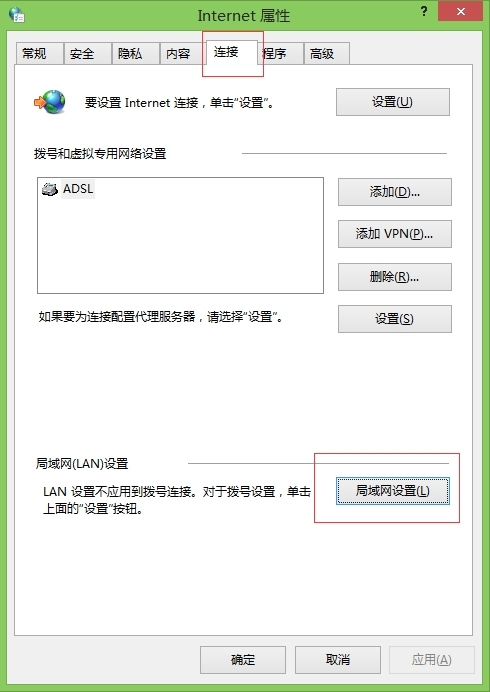 Internet 属性
?
常规 安全 隐私 内容 连接 程序 高级
要设置 Internet 连接，单击“设置”。 设置(U)
拨号和虚拟专用网络设置
ADSL
添加(D)...
添加 VPN(P)...
删除(R)...
如果要为连接配置代理服务器，请选择“设置”。 设置(S)
局域网(LAN)设置
LAN 设置不应用到拨号连接。对于拨号设置，单击
上面的“设置”按钮。
局域网设置(L)
确定 取消 应用(A)